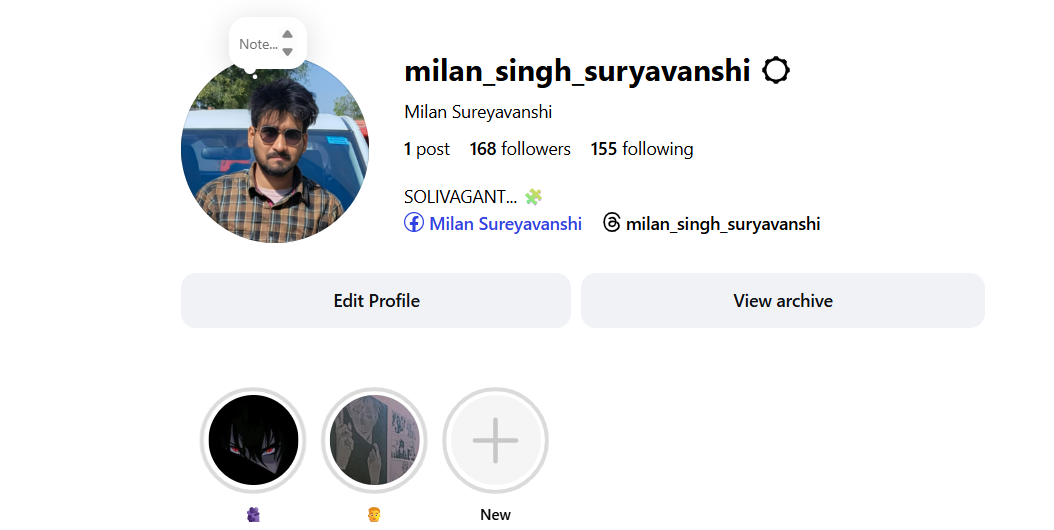 Note...
milan_singh_suryavanshi
Milan Sureyavanshi
1 post 168 followers 155 following
SOLIVAGANT... 🧩
Milan Sureyavanshi milan_singh_suryavanshi
Edit Profile View archive
New